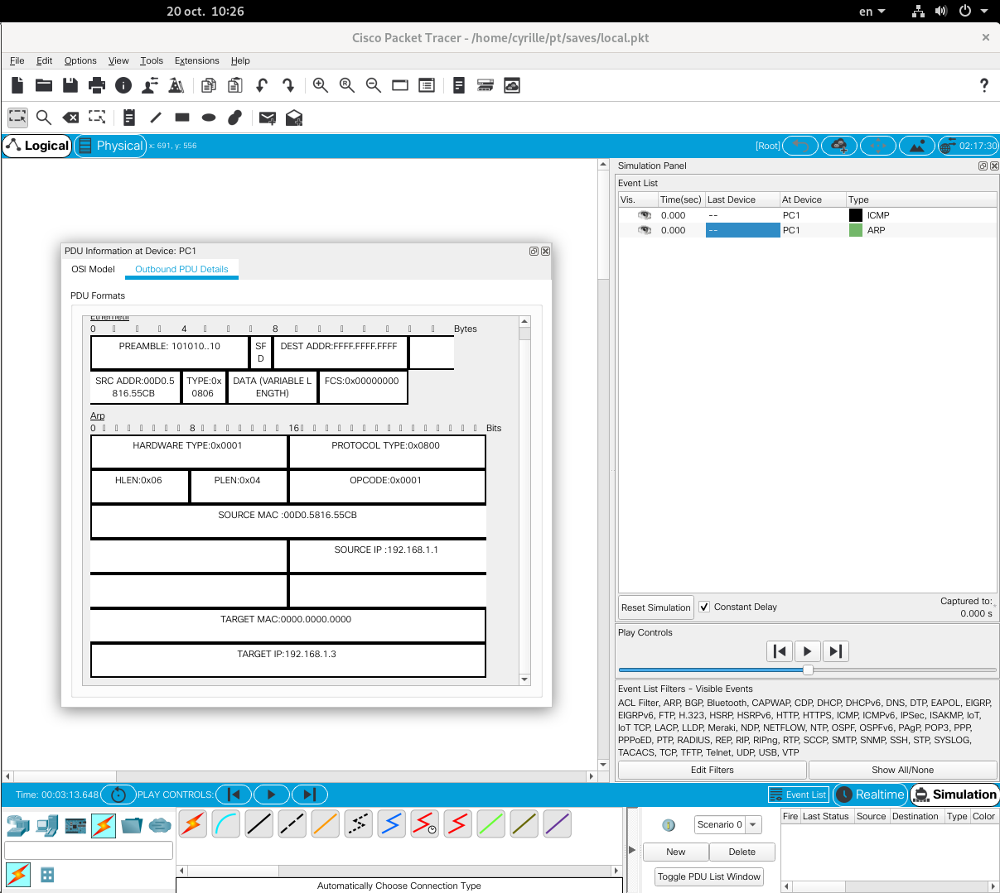 20 oct. 10:26
en
Cisco Packet Tracer - /home/cyrille/pt/saves/local.pkt
File Edit Options View Tools Extensions Help
Logical Physical x: 691, y: 556 [Root] 02:17:30
Simulation Panel
Event List
Vis. Time(sec) Last Device At Device Type
0.000 -- PC1 ICMP
0.000 -- PC1 ARP
PDU Information at Device: PC1
OSI Model Outbound PDU Details
PDU Formats
EthernetII
0 4 8 Bytes
PREAMBLE: 101010..10 SF DEST ADDR:FFFF.FFFF.FFFF
D
SRC ADDR:00D0.5 TYPE:0x DATA (VARIABLE L FCS:0x00000000
816.55CB 0806 ENGTH)
Arp
0 8 16 Bits
HARDWARE TYPE:0x0001 PROTOCOL TYPE:0x0800
HLEN:0x06 PLEN:0x04 OPCODE:0x0001
SOURCE MAC :00D0.5816.55CB
SOURCE IP :192.168.1.1
TARGET MAC:0000.0000.0000
TARGET IP:192.168.1.3
Reset Simulation Constant Delay Captured to:
0.000 s
Play Controls
Event List Filters - Visible Events
ACL Filter, ARP, BGP, Bluetooth, CAPWAP, CDP, DHCP, DHCPv6, DNS, DTP, EAPOL, EIGRP,
EIGRPv6, FTP, H.323, HSRP, HSRPv6, HTTP, HTTPS, ICMP, ICMPv6, IPSec, ISAKMP, IoT,
IoT TCP, LACP, LLDP, Meraki, NDP, NETFLOW, NTP, OSPF, OSPFv6, PAgP, POP3, PPP,
PPPoED, PTP, RADIUS, REP, RIP, RIPng, RTP, SCCP, SMTP, SNMP, SSH, STP, SYSLOG,
TACACS, TCP, TFTP, Telnet, UDP, USB, VTP
Edit Filters Show All/None
Time: 00:03:13.648 PLAY CONTROLS: Event List Realtime Simulation
Scenario 0
New Delete
Toggle PDU List Window
Fire Last Status Source Destination Type Color
Automatically Choose Connection Type